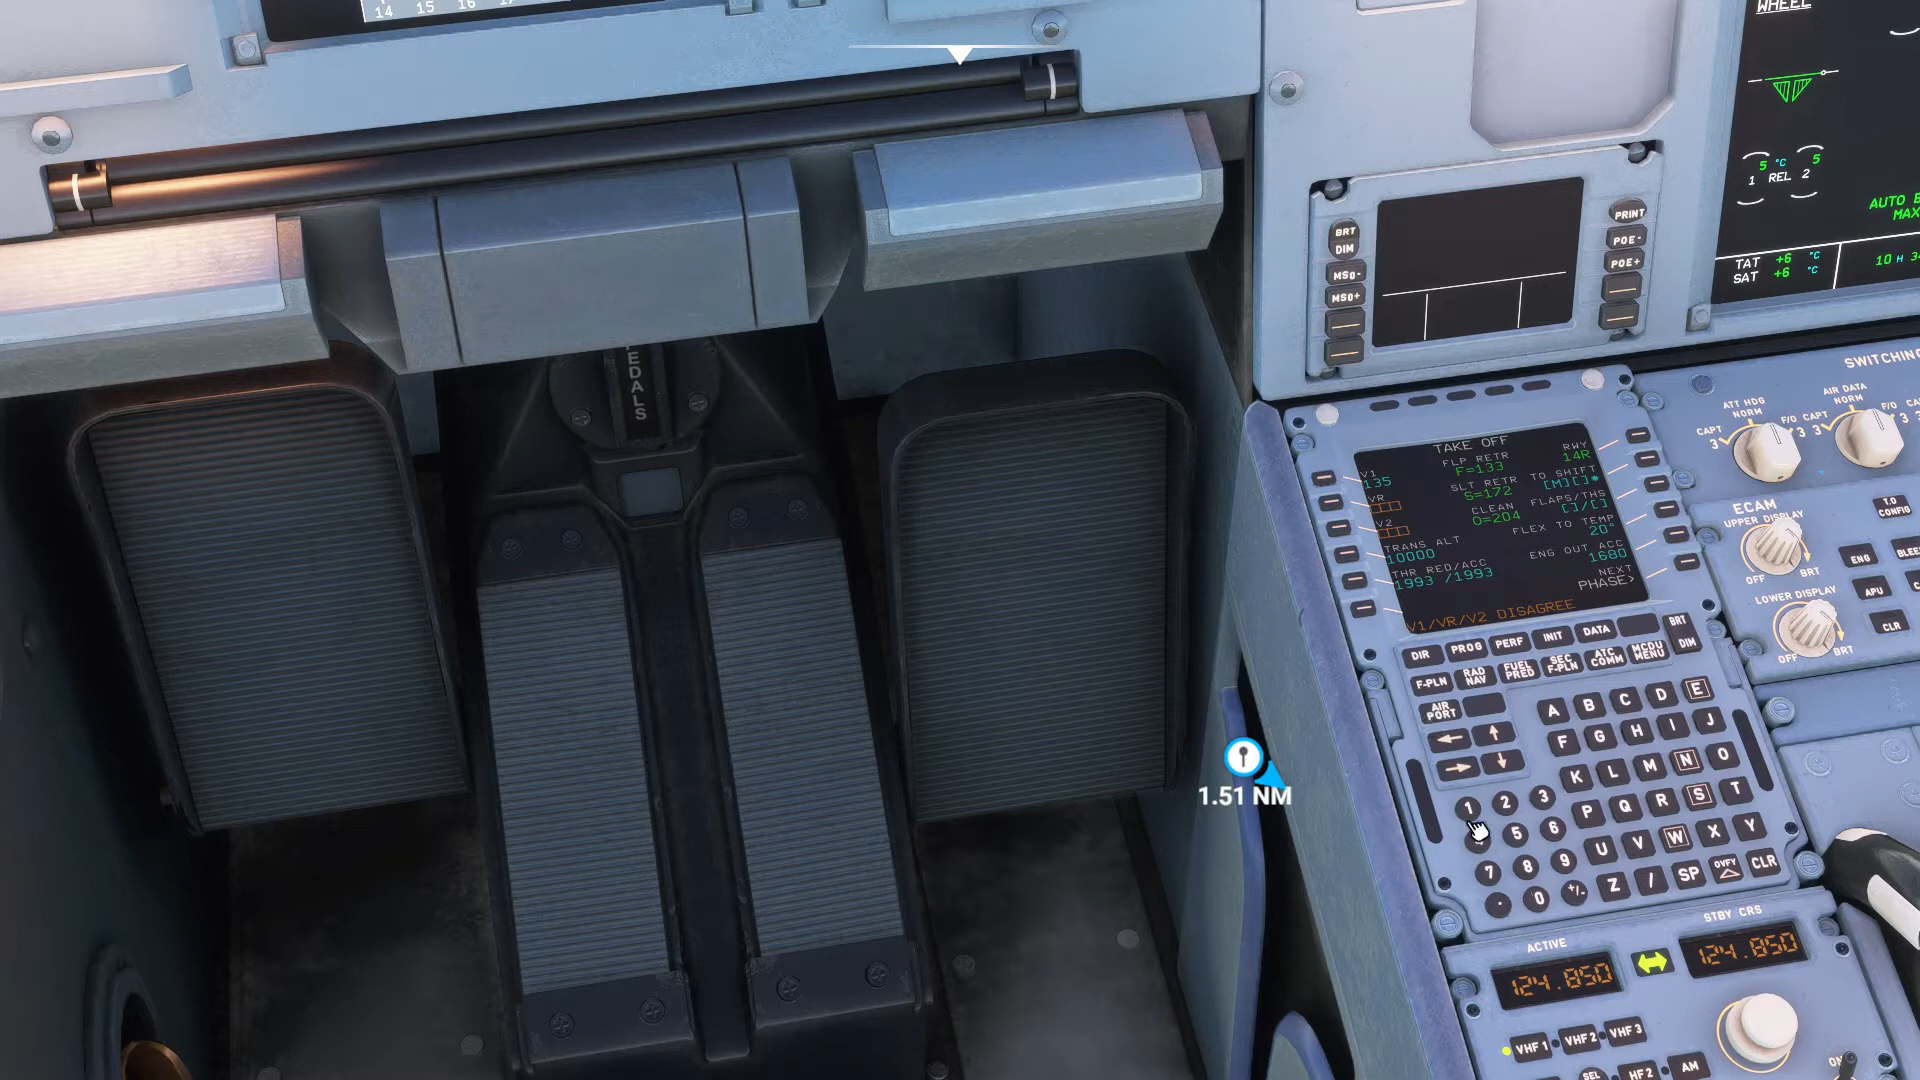 14 15 16
WHEEL
5 °C 5
1 REL 2
AUTO B
MAX
TAT +6 °C
SAT +6 °C
10 H 34
BRT
DIM
MSG-
MSG+
PRINT
POE-
POE+
PEDALS
1.51 NM
TAKE OFF
V1 FLP RETR RWY
135 F=133 14R
VR SLT RETR TO SHIFT
S=172 [M][ ]*
V2 CLEAN FLAPS/THS
O=204 []/[]
TRANS ALT FLEX TO TEMP
10000 20°
THR RED/ACC ENG OUT ACC
1993 /1993 1680
NEXT
PHASE>
V1/VR/V2 DISAGREE
DIR PROG PERF INIT DATA BRT
DIM
F-PLN RAD NAV FUEL PRED SEC F-PLN ATC COMM MCDU MENU
AIR PORT
A B C D E
F G H I J
K L M N O
P Q R S T
U V W X Y
Z / SP OVFY CLR
1 2 3
5 6
7 8 9
. 0 +/-
SWITCHING
ATT HDG AIR DATA
NORM NORM
CAPT 3 F/O 3 CAPT 3 F/O 3
ECAM
UPPER DISPLAY
OFF BRT
LOWER DISPLAY
OFF BRT
T.O CONFIG
ENG BLEED
APU
CLR
ACTIVE STBY CRS
124.850 124.850
VHF 1 VHF 2 VHF 3
SEL HF 2 AM
ON